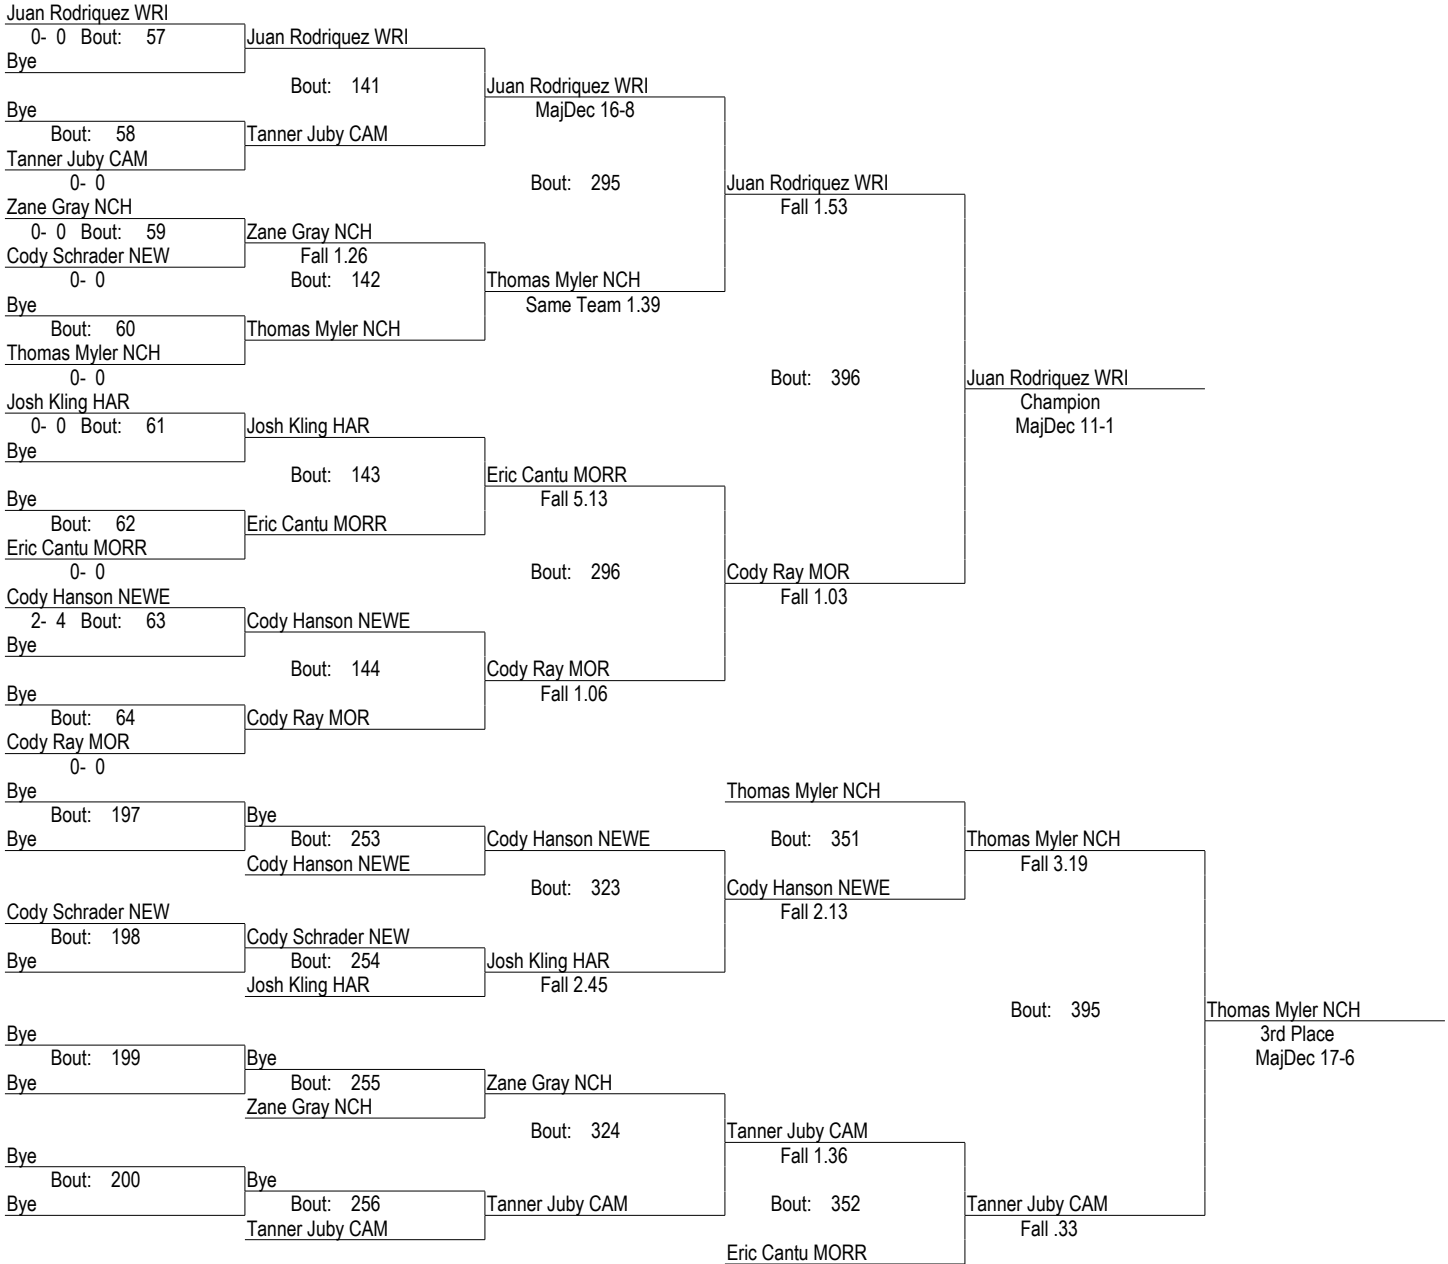 Juan Rodriquez WRI
0- 0 Bout: 57 Juan Rodriquez WRI
Bye
Bout: 141 Juan Rodriquez WRI
Bye MajDec 16-8
Bout: 58 Tanner Juby CAM
Tanner Juby CAM
0- 0 Bout: 295 Juan Rodriquez WRI
Zane Gray NCH Fall 1.53
0- 0 Bout: 59 Zane Gray NCH
Cody Schrader NEW Fall 1.26
0- 0 Bout: 142 Thomas Myler NCH
Bye Same Team 1.39
Bout: 60 Thomas Myler NCH
Thomas Myler NCH
0- 0 Bout: 396 Juan Rodriquez WRI
Josh Kling HAR Champion
0- 0 Bout: 61 Josh Kling HAR MajDec 11-1
Bye
Bout: 143 Eric Cantu MORR
Bye Fall 5.13
Bout: 62 Eric Cantu MORR
Eric Cantu MORR
0- 0 Bout: 296 Cody Ray MOR
Cody Hanson NEWE Fall 1.03
2- 4 Bout: 63 Cody Hanson NEWE
Bye
Bout: 144 Cody Ray MOR
Bye Fall 1.06
Bout: 64 Cody Ray MOR
Cody Ray MOR
0- 0
Bye Thomas Myler NCH
Bout: 197 Bye
Bye Bout: 253 Cody Hanson NEWE Bout: 351 Thomas Myler NCH
Cody Hanson NEWE Fall 3.19
Bout: 323 Cody Hanson NEWE
Cody Schrader NEW Fall 2.13
Bout: 198 Cody Schrader NEW
Bye Bout: 254 Josh Kling HAR
Josh Kling HAR Fall 2.45
Bout: 395 Thomas Myler NCH
Bye 3rd Place
Bout: 199 Bye MajDec 17-6
Bye Bout: 255 Zane Gray NCH
Zane Gray NCH
Bout: 324 Tanner Juby CAM
Bye Fall 1.36
Bout: 200 Bye
Bye Bout: 256 Tanner Juby CAM Bout: 352 Tanner Juby CAM
Tanner Juby CAM Fall .33
Eric Cantu MORR